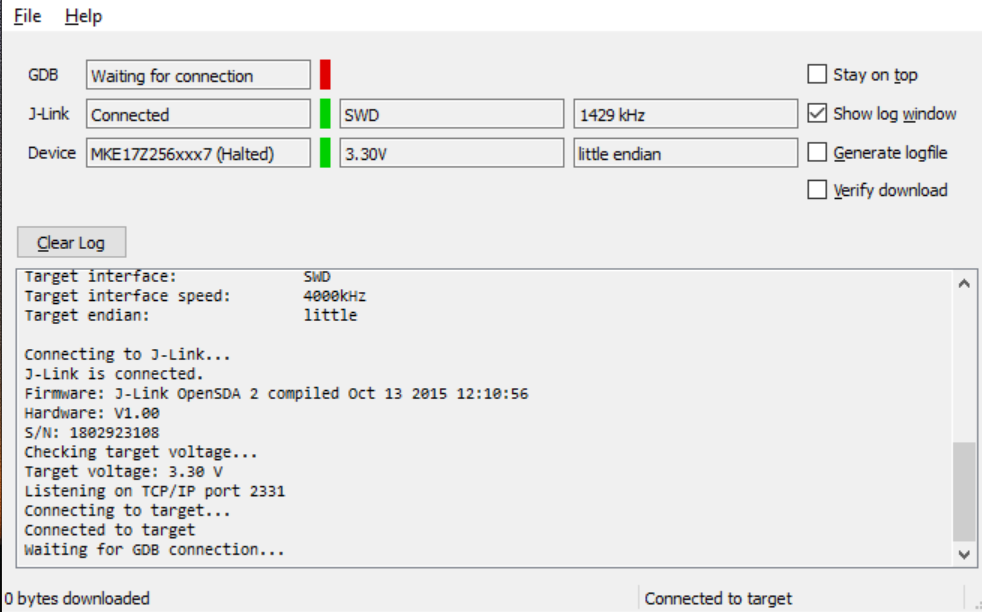 File Help
GDB Waiting for connection Stay on top
J-Link Connected SWD 1429 kHz Show log window
Device MKE17Z256xxx7 (Halted) 3.30V little endian Generate logfile
Verify download
Clear Log
Target interface: SWD
Target interface speed: 4000kHz
Target endian: little
Connecting to J-Link...
J-Link is connected.
Firmware: J-Link OpenSDA 2 compiled Oct 13 2015 12:10:56
Hardware: V1.00
S/N: 1802923108
Checking target voltage...
Target voltage: 3.30 V
Listening on TCP/IP port 2331
Connecting to target...
Connected to target
Waiting for GDB connection...
0 bytes downloaded Connected to target